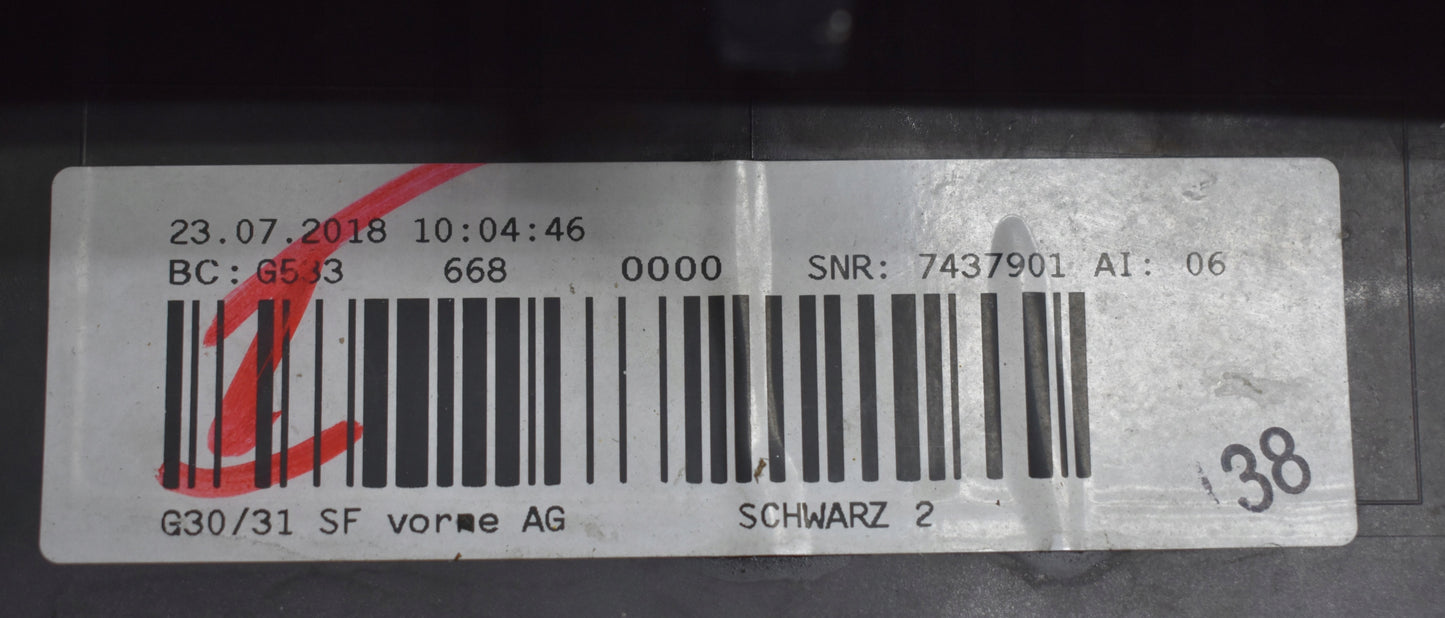 23.07.2018 10:04:46
BC: G533 668 0000 SNR: 7437901 AI: 06
G30/31 SF vorne AG SCHWARZ 2
38